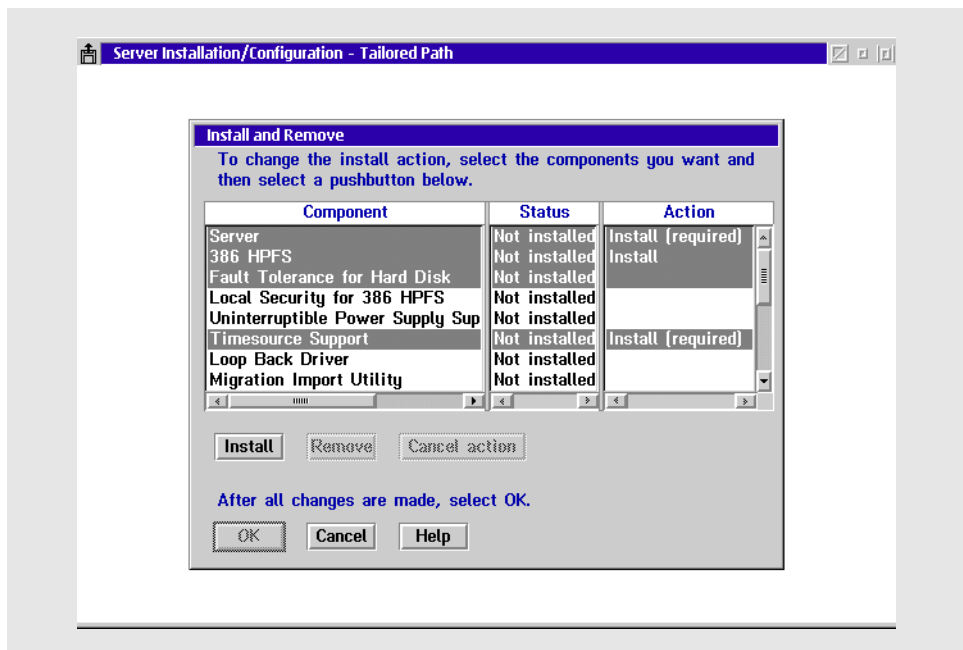 Server Installation/Configuration - Tailored Path
Install and Remove
To change the install action, select the components you want and
then select a pushbutton below.
Component Status Action
Server Not installed Install (required)
386 HPFS Not installed Install
Fault Tolerance for Hard Disk Not installed
Local Security for 386 HPFS Not installed
Uninterruptible Power Supply Sup Not installed
Timesource Support Not installed Install (required)
Loop Back Driver Not installed
Migration Import Utility Not installed
Install Remove Cancel action
After all changes are made, select OK.
OK Cancel Help